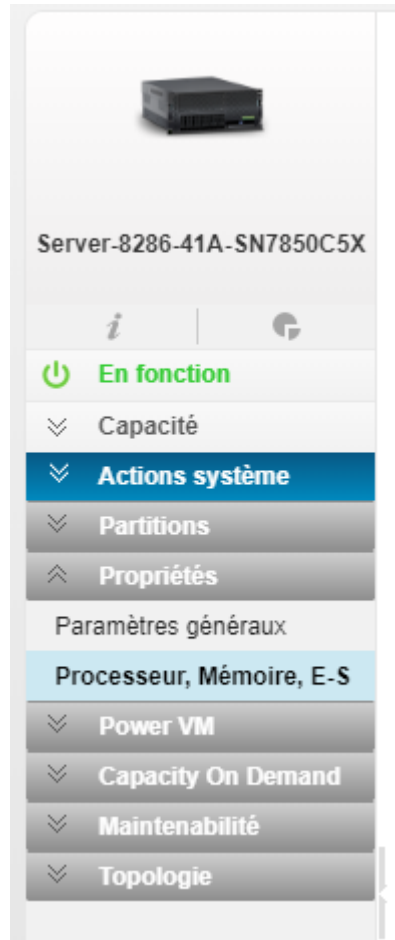 Server-8286-41A-SN7850C5X
i
En fonction
Capacité
Actions système
Partitions
Propriétés
Paramètres généraux
Processeur, Mémoire, E-S
Power VM
Capacity On Demand
Maintenabilité
Topologie